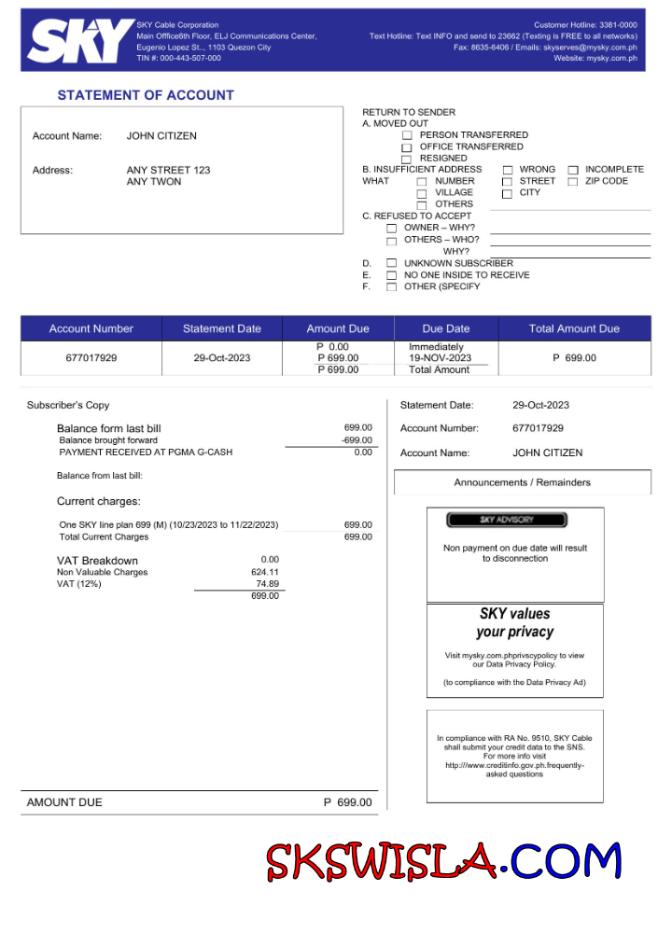 SKY
SKY Cable Corporation
Main Offfice6th Floor, ELJ Communications Center,
Eugenio Lopez St.., 1103 Quezon City
TIN #: 000-443-507-000
Customer Hotline: 3381-0000
Text Hotline: Text INFO and send to 23662 (Texting is FREE to all networks)
Fax: 8635-6406 / Emails: skyserves@mysky.com.ph
Website: mysky.com.ph
STATEMENT OF ACCOUNT
Account Name: JOHN CITIZEN
Address: ANY STREET 123
ANY TWON
RETURN TO SENDER
A. MOVED OUT
PERSON TRANSFERRED
OFFICE TRANSFERRED
RESIGNED
B. INSUFFICIENT ADDRESS WRONG INCOMPLETE
WHAT NUMBER STREET ZIP CODE
VILLAGE CITY
OTHERS
C. REFUSED TO ACCEPT
OWNER – WHY?
OTHERS – WHO?
WHY?
D. UNKNOWN SUBSCRIBER
E. NO ONE INSIDE TO RECEIVE
F. OTHER (SPECIFY
Account Number Statement Date Amount Due Due Date Total Amount Due
P 0.00 Immediately
677017929 29-Oct-2023 P 699.00 19-NOV-2023 P 699.00
P 699.00 Total Amount
Subscriber's Copy
Balance form last bill 699.00
Balance brought forward -699.00
PAYMENT RECEIVED AT PGMA G-CASH 0.00
Balance from last bill:
Current charges:
One SKY line plan 699 (M) (10/23/2023 to 11/22/2023) 699.00
Total Current Charges 699.00
VAT Breakdown 0.00
Non Valuable Charges 624.11
VAT (12%) 74.89
699.00
AMOUNT DUE P 699.00
Statement Date: 29-Oct-2023
Account Number: 677017929
Account Name: JOHN CITIZEN
Announcements / Remainders
SKY ADVISORY
Non payment on due date will result
to disconnection
SKY values
your privacy
Visit mysky.com.phprivscypolicy to view
our Data Privacy Policy.
(to compliance with the Data Privacy Ad)
In compliance with RA No. 9510, SKY Cable
shall submit your credit data to the SNS.
For more info visit
http:///www.creditinfo.gov.ph.frequently-
asked questions
SKSWISLA.COM